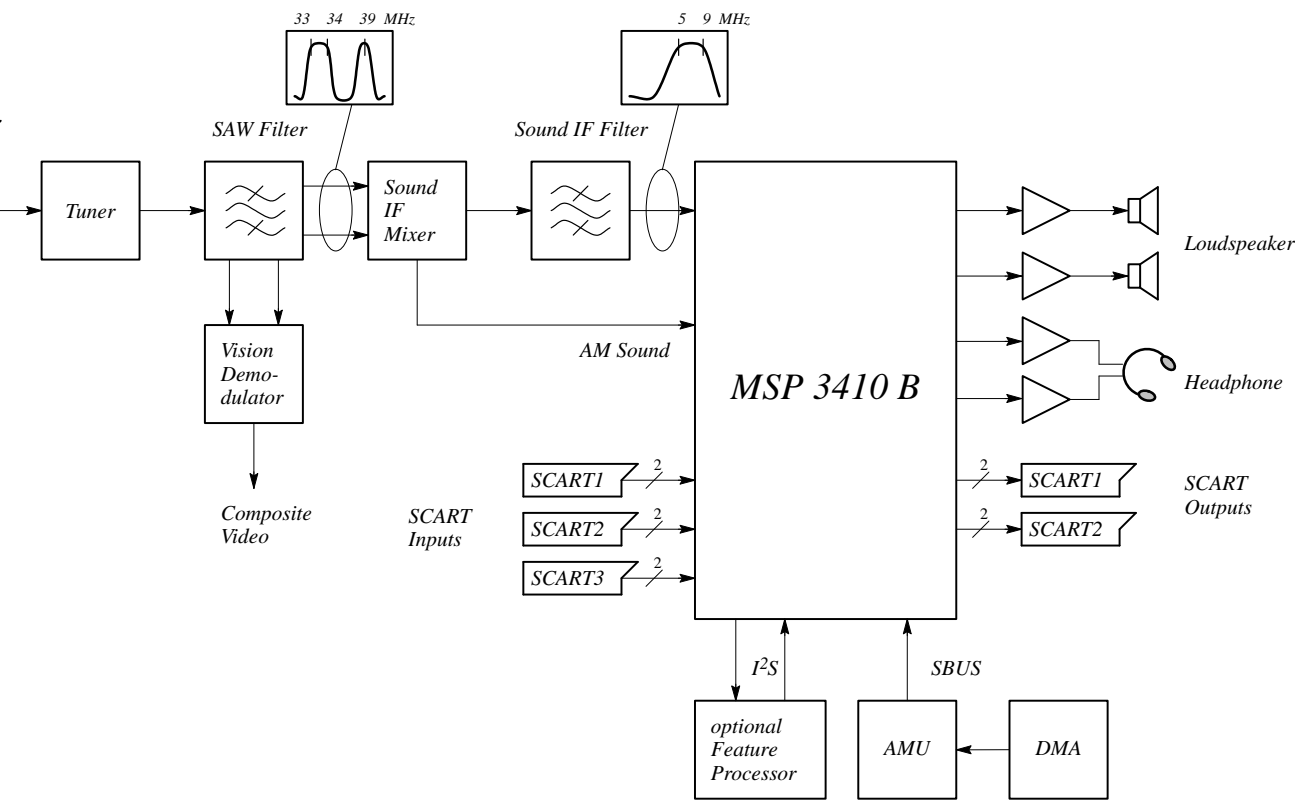 33 34 39 MHz
5 9 MHz
SAW Filter
Sound IF Filter
Tuner
Sound
IF
Mixer
Loudspeaker
Vision
Demo-
dulator
AM Sound
MSP 3410 B
Headphone
Composite
Video
SCART
Inputs
SCART1
2
SCART2
2
SCART3
2
2
SCART1
2
SCART2
SCART
Outputs
I²S
SBUS
optional
Feature
Processor
AMU
DMA